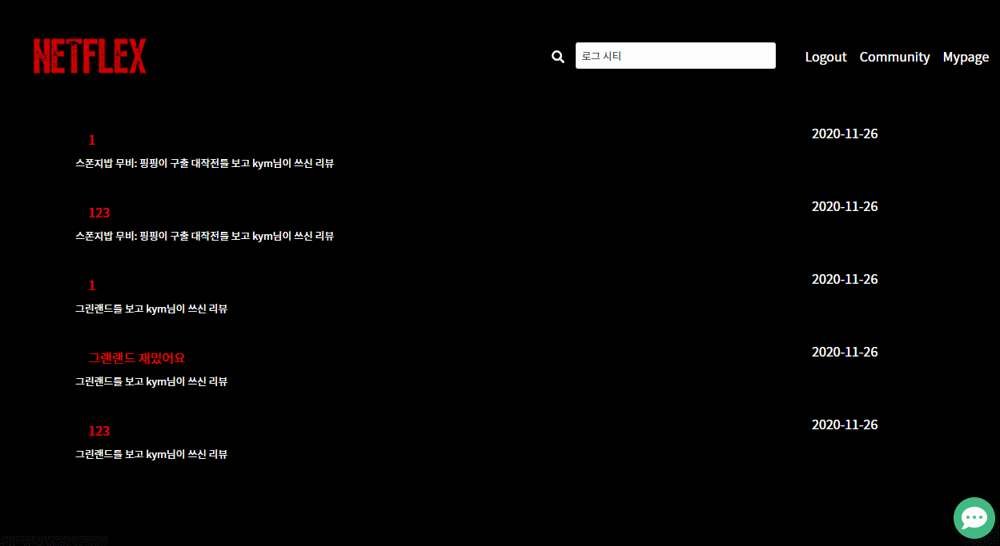 NETFLEX
로그 시티
Logout Community Mypage
1
2020-11-26
스폰지밥 무비: 핑핑이 구출 대작전를 보고 kym님이 쓰신 리뷰
123
2020-11-26
스폰지밥 무비: 핑핑이 구출 대작전를 보고 kym님이 쓰신 리뷰
1
2020-11-26
그린랜드를 보고 kym님이 쓰신 리뷰
그랜랜드 재밌어요
2020-11-26
그린랜드를 보고 kym님이 쓰신 리뷰
123
2020-11-26
그린랜드를 보고 kym님이 쓰신 리뷰